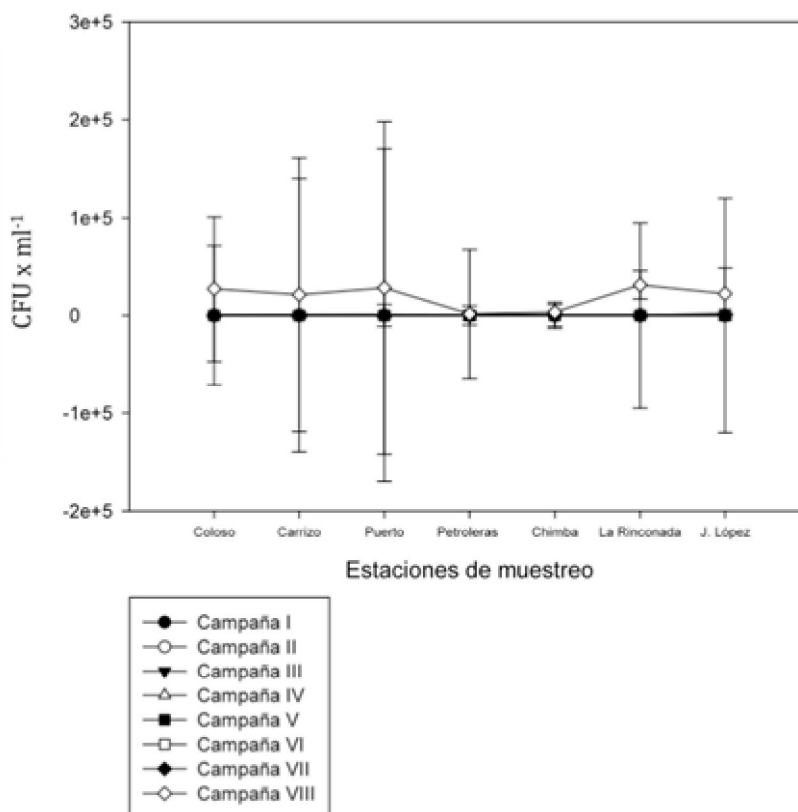 3e+5
2e+5
1e+5
0
-1e+5
-2e+5
CFU x ml-1
Coloso Carrizo Puerto Petroleras Chimba La Rinconada J. López
Estaciones de muestreo
Campaña I
Campaña II
Campaña III
Campaña IV
Campaña V
Campaña VI
Campaña VII
Campaña VIII